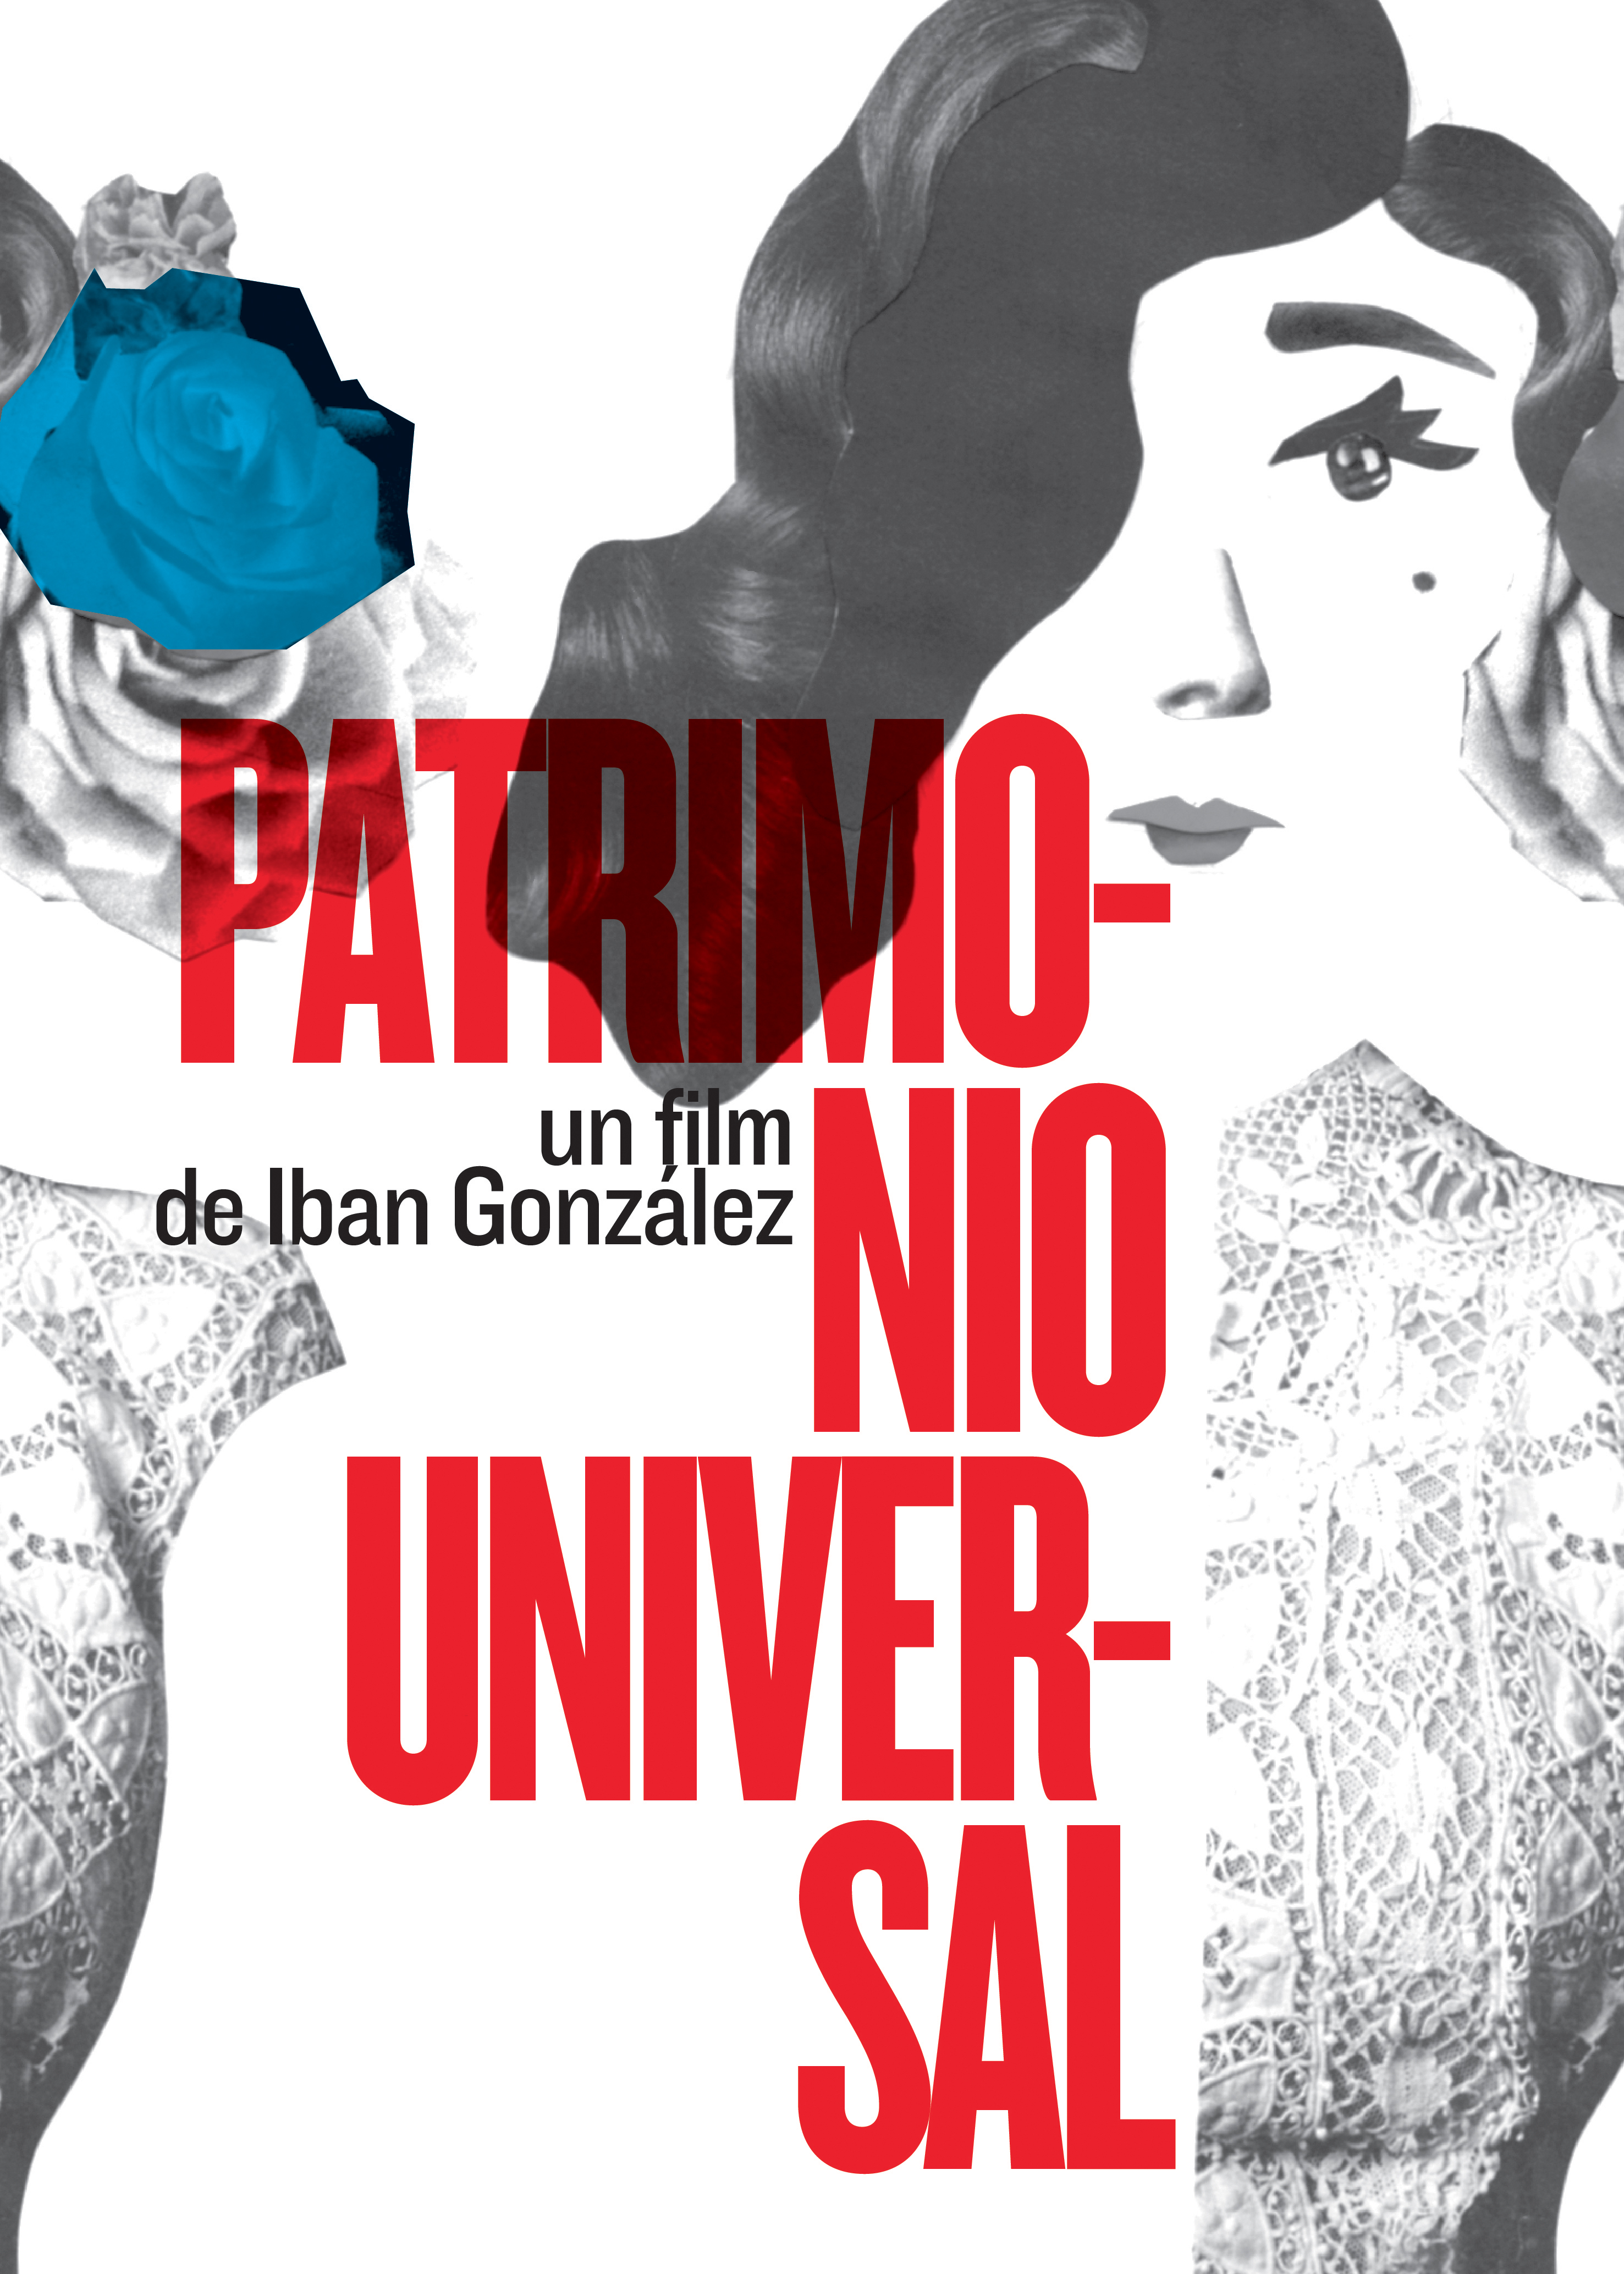 PATRIMO-
un film
de Iban González
NIO
UNIVER-
SAL